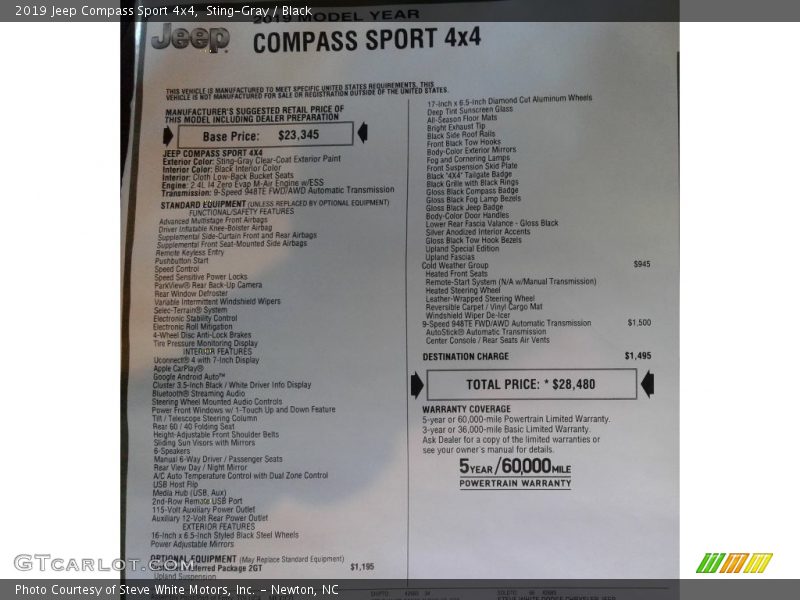 2019 Jeep Compass Sport 4x4, Sting-Gray / Black
2019 MODEL YEAR
Jeep
COMPASS SPORT 4x4
THIS VEHICLE IS MANUFACTURED TO MEET SPECIFIC UNITED STATES REQUIREMENTS. THIS
VEHICLE IS NOT MANUFACTURED FOR SALE OR REGISTRATION OUTSIDE OF THE UNITED STATES.
MANUFACTURER'S SUGGESTED RETAIL PRICE OF
THIS MODEL INCLUDING DEALER PREPARATION
Base Price: $23,345
JEEP COMPASS SPORT 4X4
Exterior Color: Sting-Gray Clear-Coat Exterior Paint
Interior Color: Black Interior Color
Interior: Cloth Low-Back Bucket Seats
Engine: 2.4L I4 Zero Evap M-Air Engine w/ESS
Transmission: 9-Speed 948TE FWD/AWD Automatic Transmission
STANDARD EQUIPMENT (UNLESS REPLACED BY OPTIONAL EQUIPMENT)
FUNCTIONAL/SAFETY FEATURES
Advanced Multistage Front Airbags
Driver Inflatable Knee-Bolster Airbag
Supplemental Side-Curtain Front and Rear Airbags
Supplemental Front Seat-Mounted Side Airbags
Remote Keyless Entry
Pushbutton Start
Speed Control
Speed Sensitive Power Locks
ParkView® Rear Back-Up Camera
Rear Window Defroster
Variable Intermittent Windshield Wipers
Selec-Terrain® System
Electronic Stability Control
Electronic Roll Mitigation
4-Wheel Disc Anti-Lock Brakes
Tire Pressure Monitoring Display
INTERIOR FEATURES
Uconnect® 4 with 7-Inch Display
Apple CarPlay®
Google Android Auto™
Cluster 3.5-Inch Black / White Driver Info Display
Bluetooth® Streaming Audio
Steering Wheel Mounted Audio Controls
Power Front Windows w/ 1-Touch Up and Down Feature
Tilt / Telescope Steering Column
Rear 60 / 40 Folding Seat
Height-Adjustable Front Shoulder Belts
Sliding Sun Visors with Mirrors
6-Speakers
Manual 6-Way Driver / Passenger Seats
Rear View Day / Night Mirror
A/C Auto Temperature Control with Dual Zone Control
USB Host Flip
Media Hub (USB, Aux)
2nd-Row Remote USB Port
115-Volt Auxiliary Power Outlet
Auxiliary 12-Volt Rear Power Outlet
EXTERIOR FEATURES
16-Inch x 6.5-Inch Styled Black Steel Wheels
Power Adjustable Mirrors
OPTIONAL EQUIPMENT (May Replace Standard Equipment)
Preferred Package 2GT $1,195
Upland Suspension
17-Inch x 6.5-Inch Diamond Cut Aluminum Wheels
Deep Tint Sunscreen Glass
All-Season Floor Mats
Bright Exhaust Tip
Black Side Roof Rails
Front Black Tow Hooks
Body-Color Exterior Mirrors
Fog and Cornering Lamps
Front Suspension Skid Plate
Black '4X4' Tailgate Badge
Black Grille with Black Rings
Gloss Black Compass Badge
Gloss Black Fog Lamp Bezels
Gloss Black Jeep Badge
Body-Color Door Handles
Lower Rear Fascia Valance - Gloss Black
Silver Anodized Interior Accents
Gloss Black Tow Hook Bezels
Upland Special Edition
Upland Fascias
Cold Weather Group $945
Heated Front Seats
Remote-Start System (N/A w/Manual Transmission)
Heated Steering Wheel
Leather-Wrapped Steering Wheel
Reversible Carpet / Vinyl Cargo Mat
Windshield Wiper De-Icer
9-Speed 948TE FWD/AWD Automatic Transmission $1,500
AutoStick® Automatic Transmission
Center Console / Rear Seats Air Vents
DESTINATION CHARGE $1,495
TOTAL PRICE: * $28,480
WARRANTY COVERAGE
5-year or 60,000-mile Powertrain Limited Warranty.
3-year or 36,000-mile Basic Limited Warranty.
Ask Dealer for a copy of the limited warranties or
see your owner's manual for details.
5YEAR/60,000MILE
POWERTRAIN WARRANTY
GTCarLot.com
Photo Courtesy of Steve White Motors, Inc. - Newton, NC